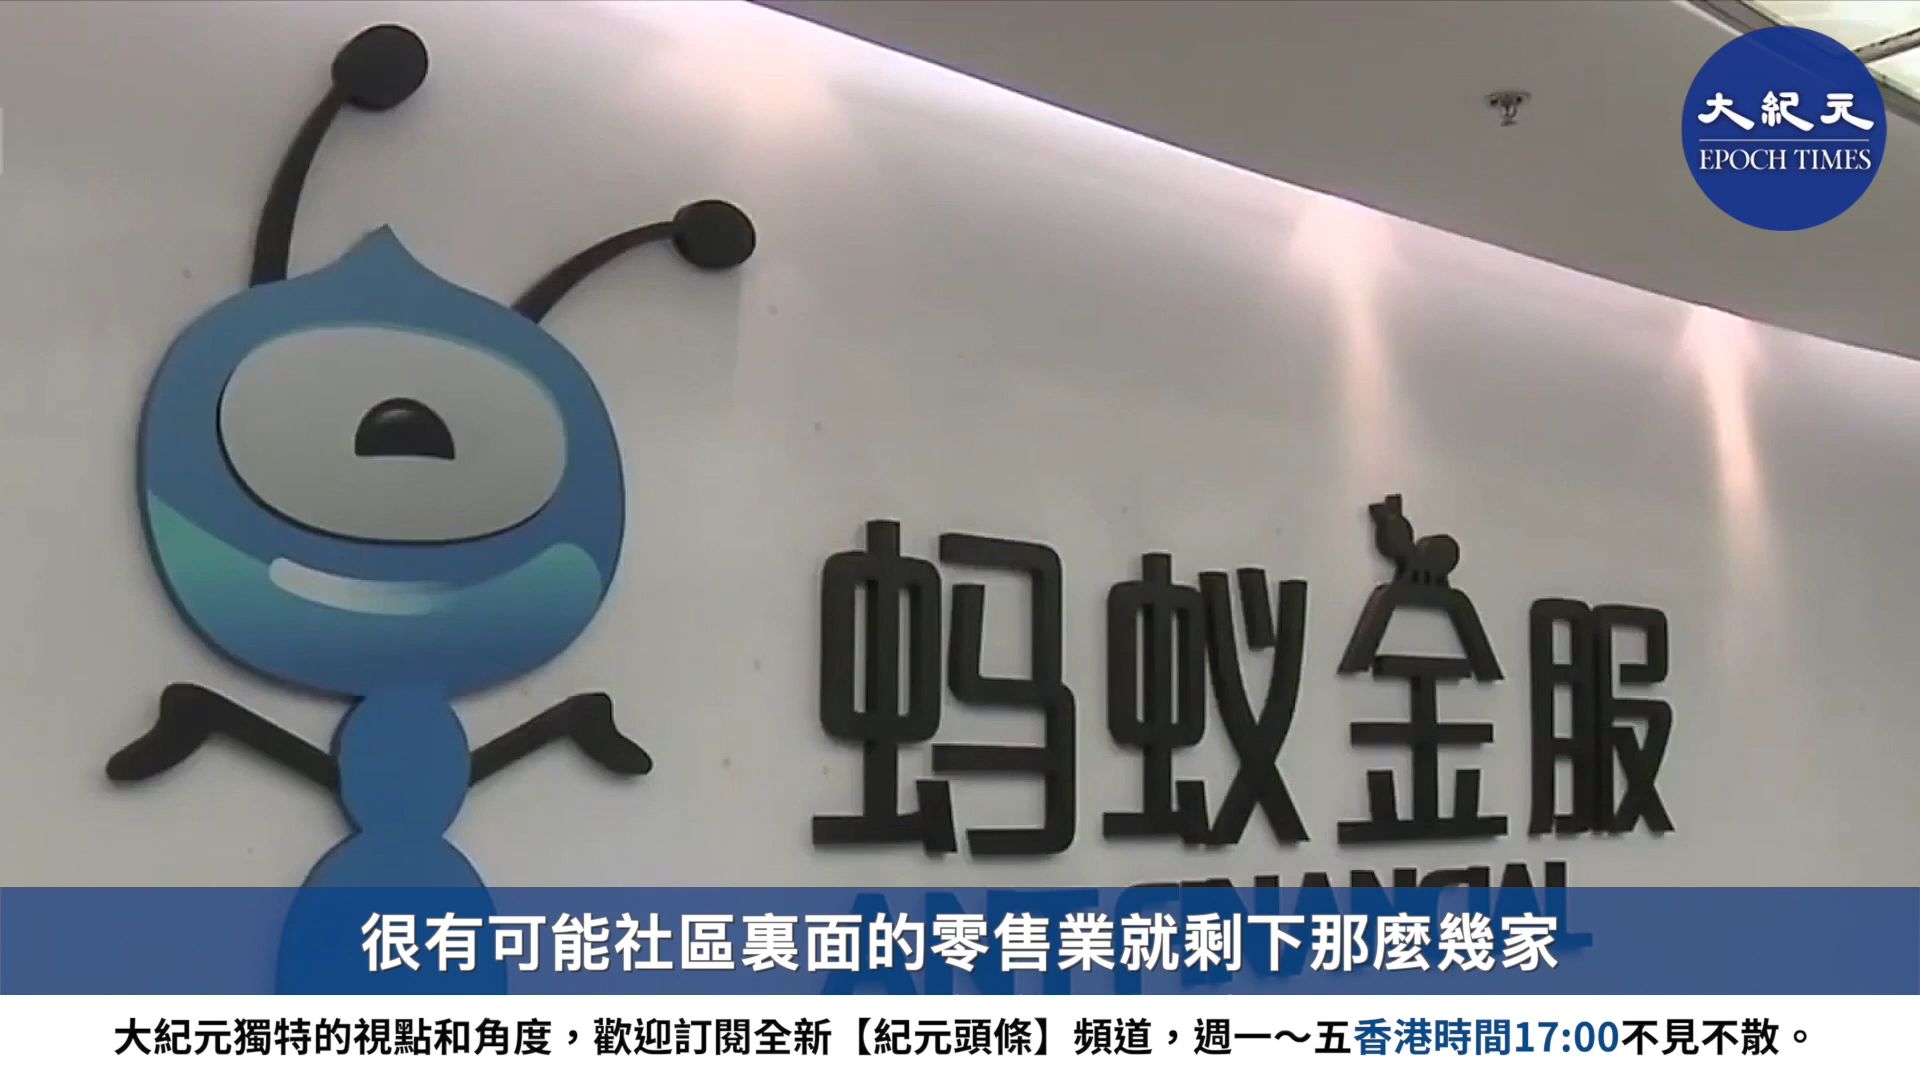 大紀元
EPOCH TIMES
蚂蚁金服
ANT FINANCIAL
很有可能社區裏面的零售業就剩下那麼幾家
大紀元獨特的視點和角度，歡迎訂閱全新【紀元頭條】頻道，週一～五香港時間17:00不見不散。